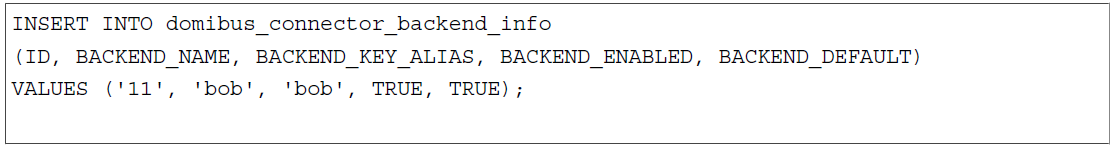 INSERT INTO domibus_connector_backend_info
(ID, BACKEND_NAME, BACKEND_KEY_ALIAS, BACKEND_ENABLED, BACKEND_DEFAULT)
VALUES ('11', 'bob', 'bob', TRUE, TRUE);